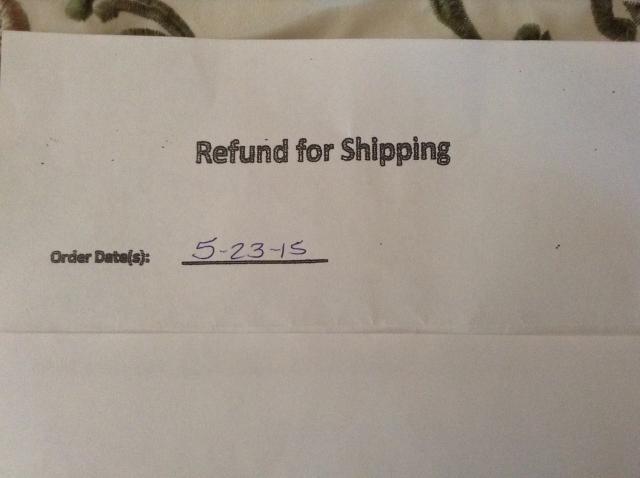 Refund for Shipping
Order Date(s): 5-23-15